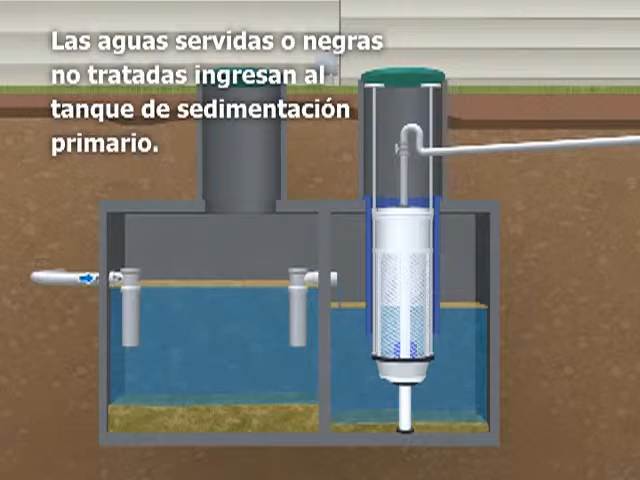 Las aguas servidas o negras
no tratadas ingresan al
tanque de sedimentación
primario.